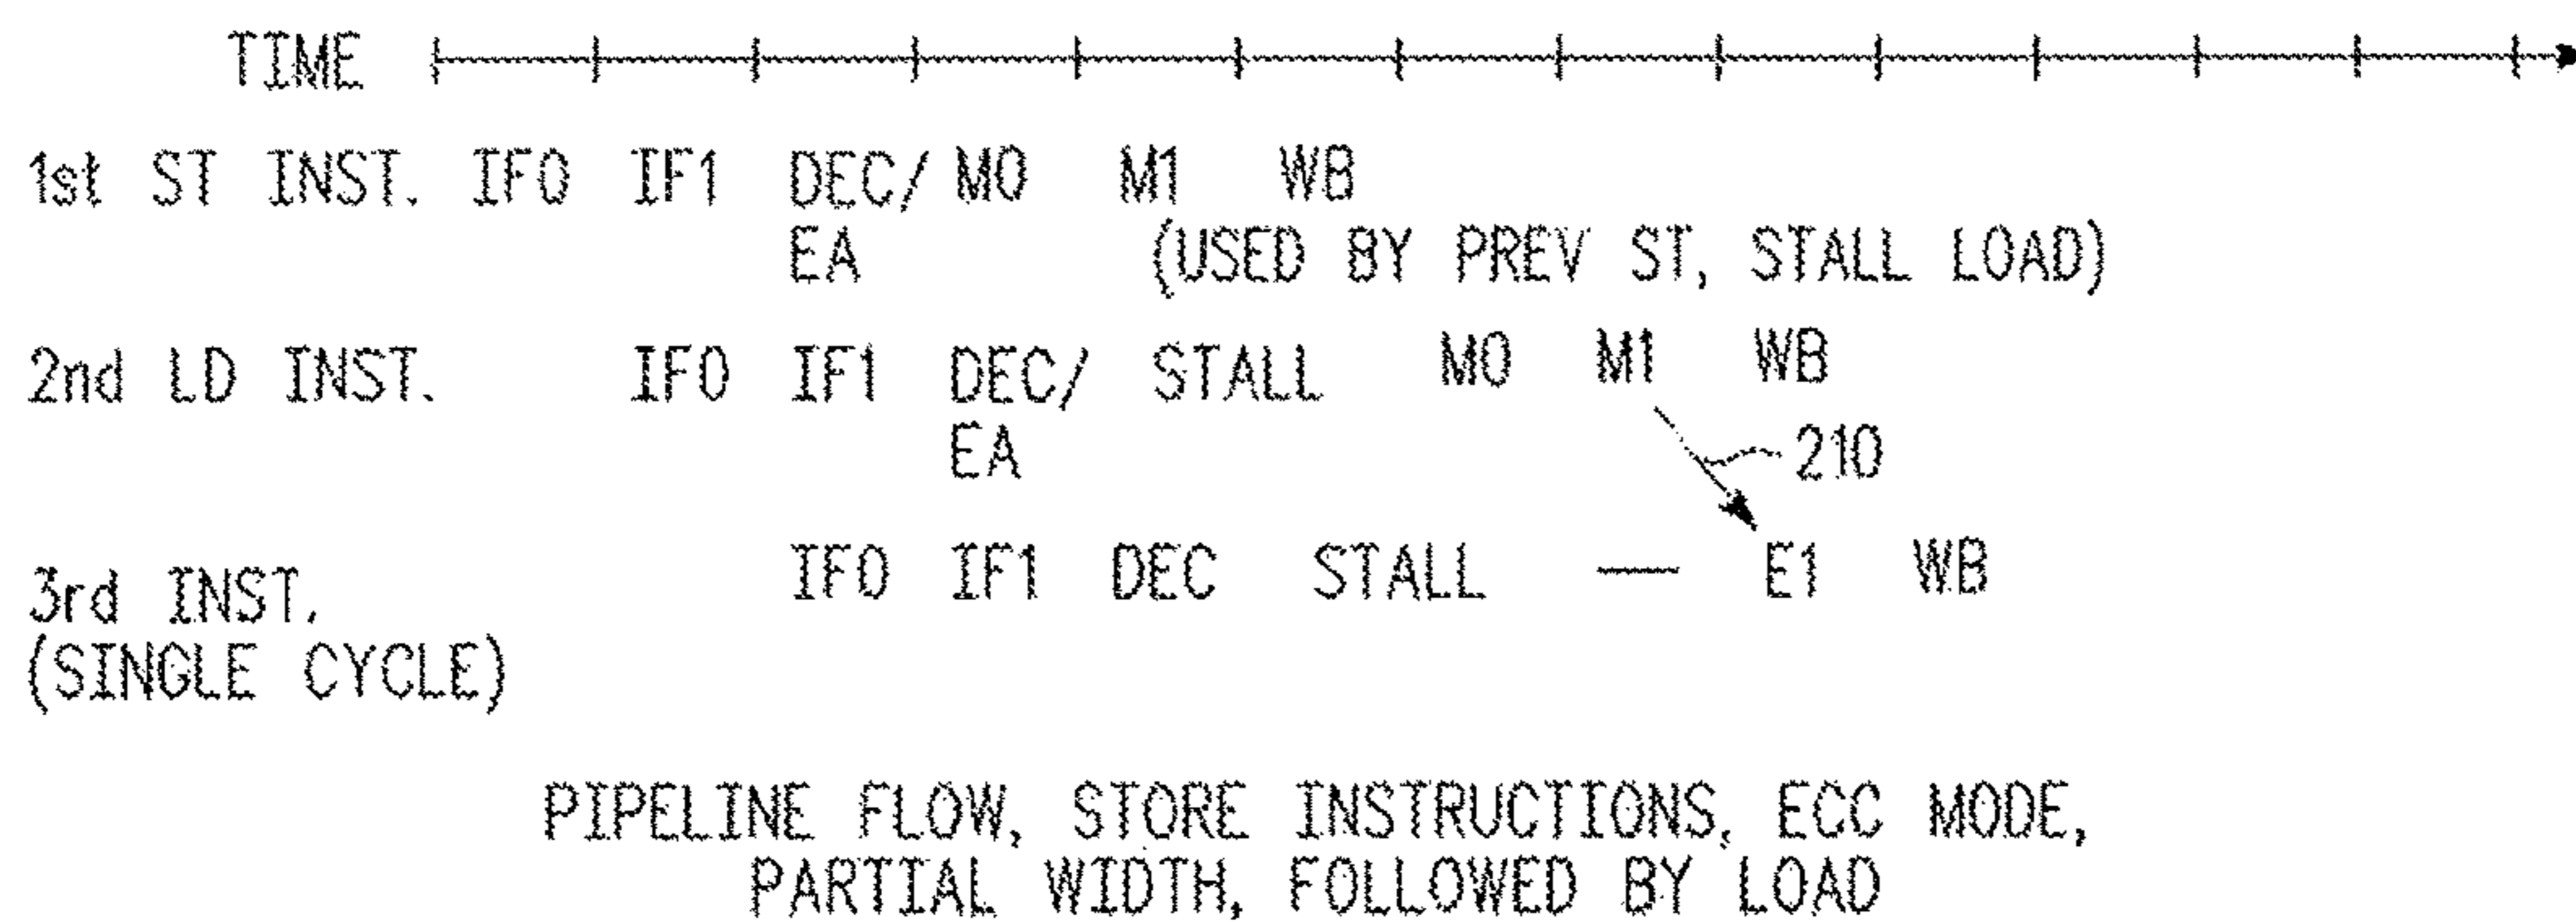 TIME
1st ST INST. IF0 IF1 DEC/ M0 M1 WB
EA (USED BY PREV ST, STALL LOAD)
2nd LD INST. IF0 IF1 DEC/ STALL M0 M1 WB
EA 210
3rd INST. IF0 IF1 DEC STALL — E1 WB
(SINGLE CYCLE)
PIPELINE FLOW, STORE INSTRUCTIONS, ECC MODE,
PARTIAL WIDTH, FOLLOWED BY LOAD